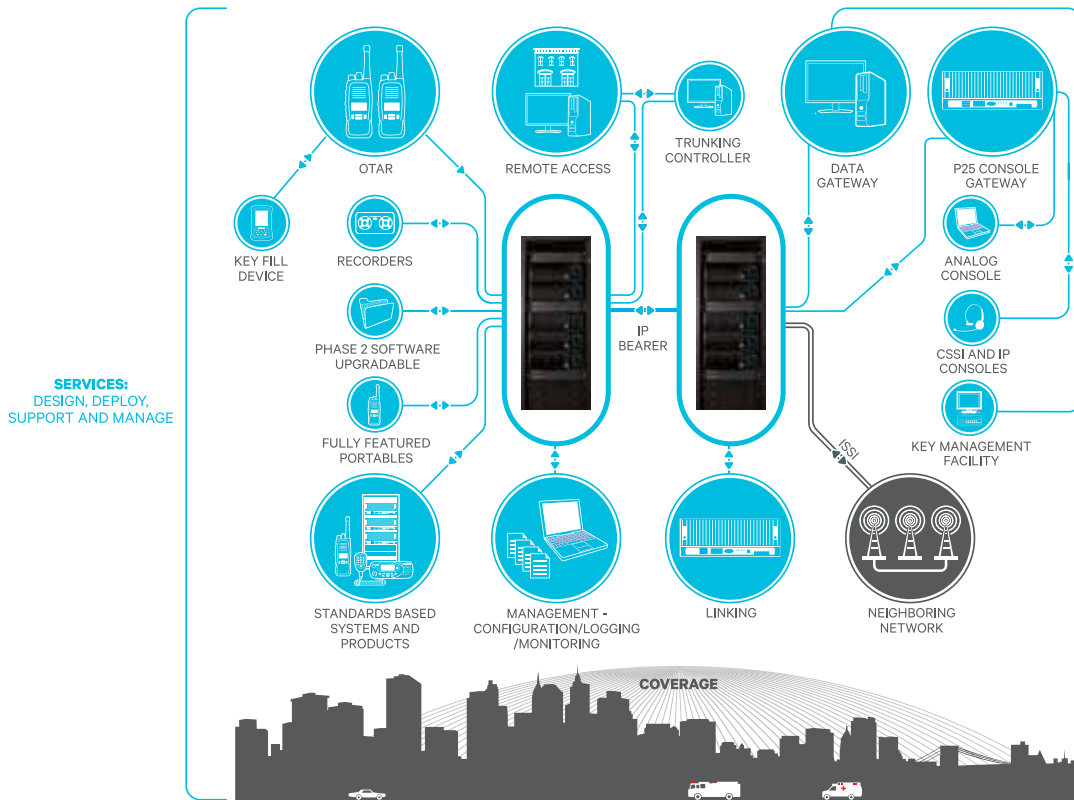 OTAR
REMOTE ACCESS
TRUNKING
CONTROLLER
DATA
GATEWAY
P25 CONSOLE
GATEWAY
KEY FILL
DEVICE
RECORDERS
ANALOG
CONSOLE
PHASE 2 SOFTWARE
UPGRADABLE
IP
BEARER
CSSI AND IP
CONSOLES
SERVICES:
DESIGN, DEPLOY,
SUPPORT AND MANAGE
FULLY FEATURED
PORTABLES
KEY MANAGEMENT
FACILITY
ISSI
STANDARDS BASED
SYSTEMS AND
PRODUCTS
MANAGEMENT -
CONFIGURATION/LOGGING
/MONITORING
LINKING
NEIGHBORING
NETWORK
COVERAGE